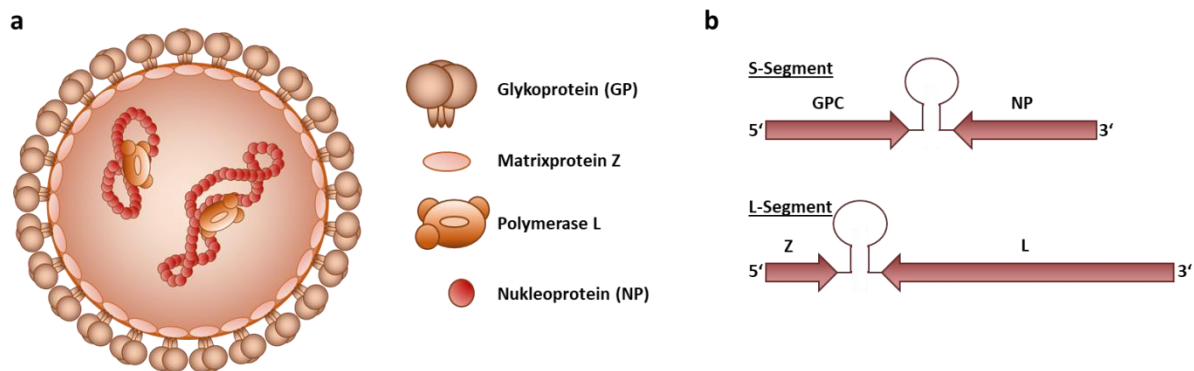 a
Glykoprotein (GP)
Matrixprotein Z
Polymerase L
Nukleoprotein (NP)
b
S-Segment
GPC NP
5‘ 3‘
L-Segment
Z L
5‘ 3‘